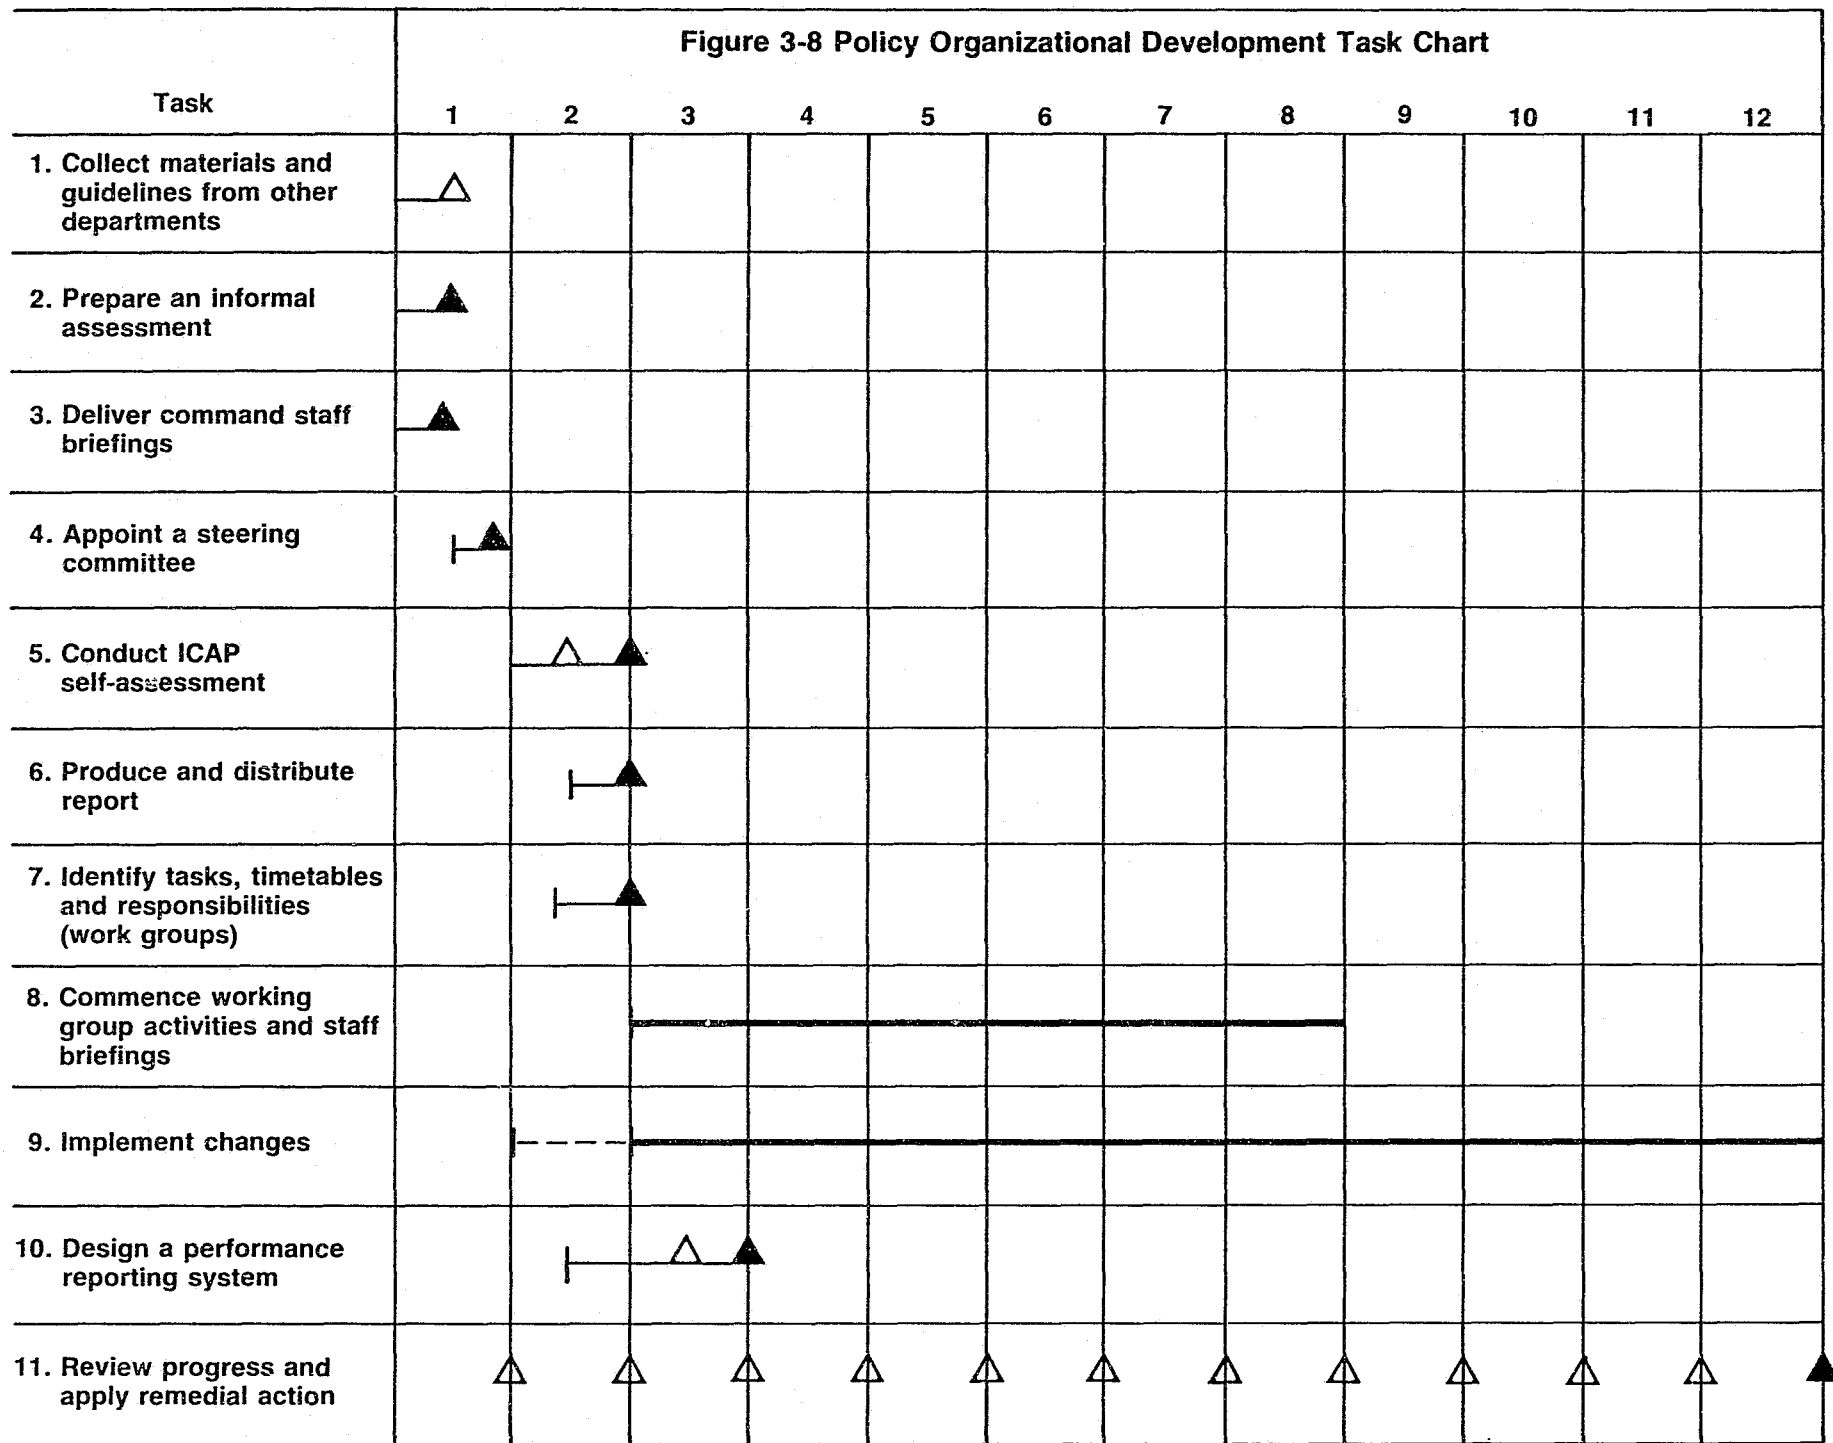 Figure 3-8 Policy Organizational Development Task Chart
Task 1 2 3 4 5 6 7 8 9 10 11 12
1. Collect materials and
guidelines from other
departments
2. Prepare an informal
assessment
3. Deliver command staff
briefings
4. Appoint a steering
committee
5. Conduct ICAP
self-assessment
6. Produce and distribute
report
7. Identify tasks, timetables
and responsibilities
(work groups)
8. Commence working
group activities and staff
briefings
9. Implement changes
10. Design a performance
reporting system
11. Review progress and
apply remedial action